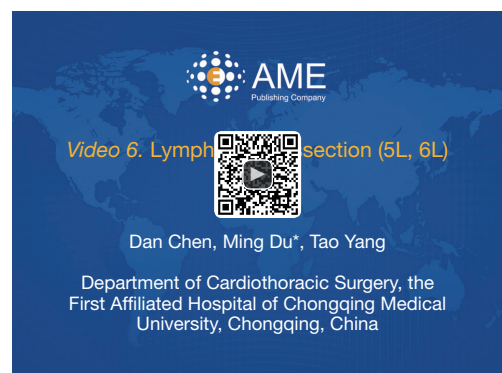 AME
Publishing Company
Video 6. Lymph section (5L, 6L)
Dan Chen, Ming Du*, Tao Yang
Department of Cardiothoracic Surgery, the
First Affiliated Hospital of Chongqing Medical
University, Chongqing, China